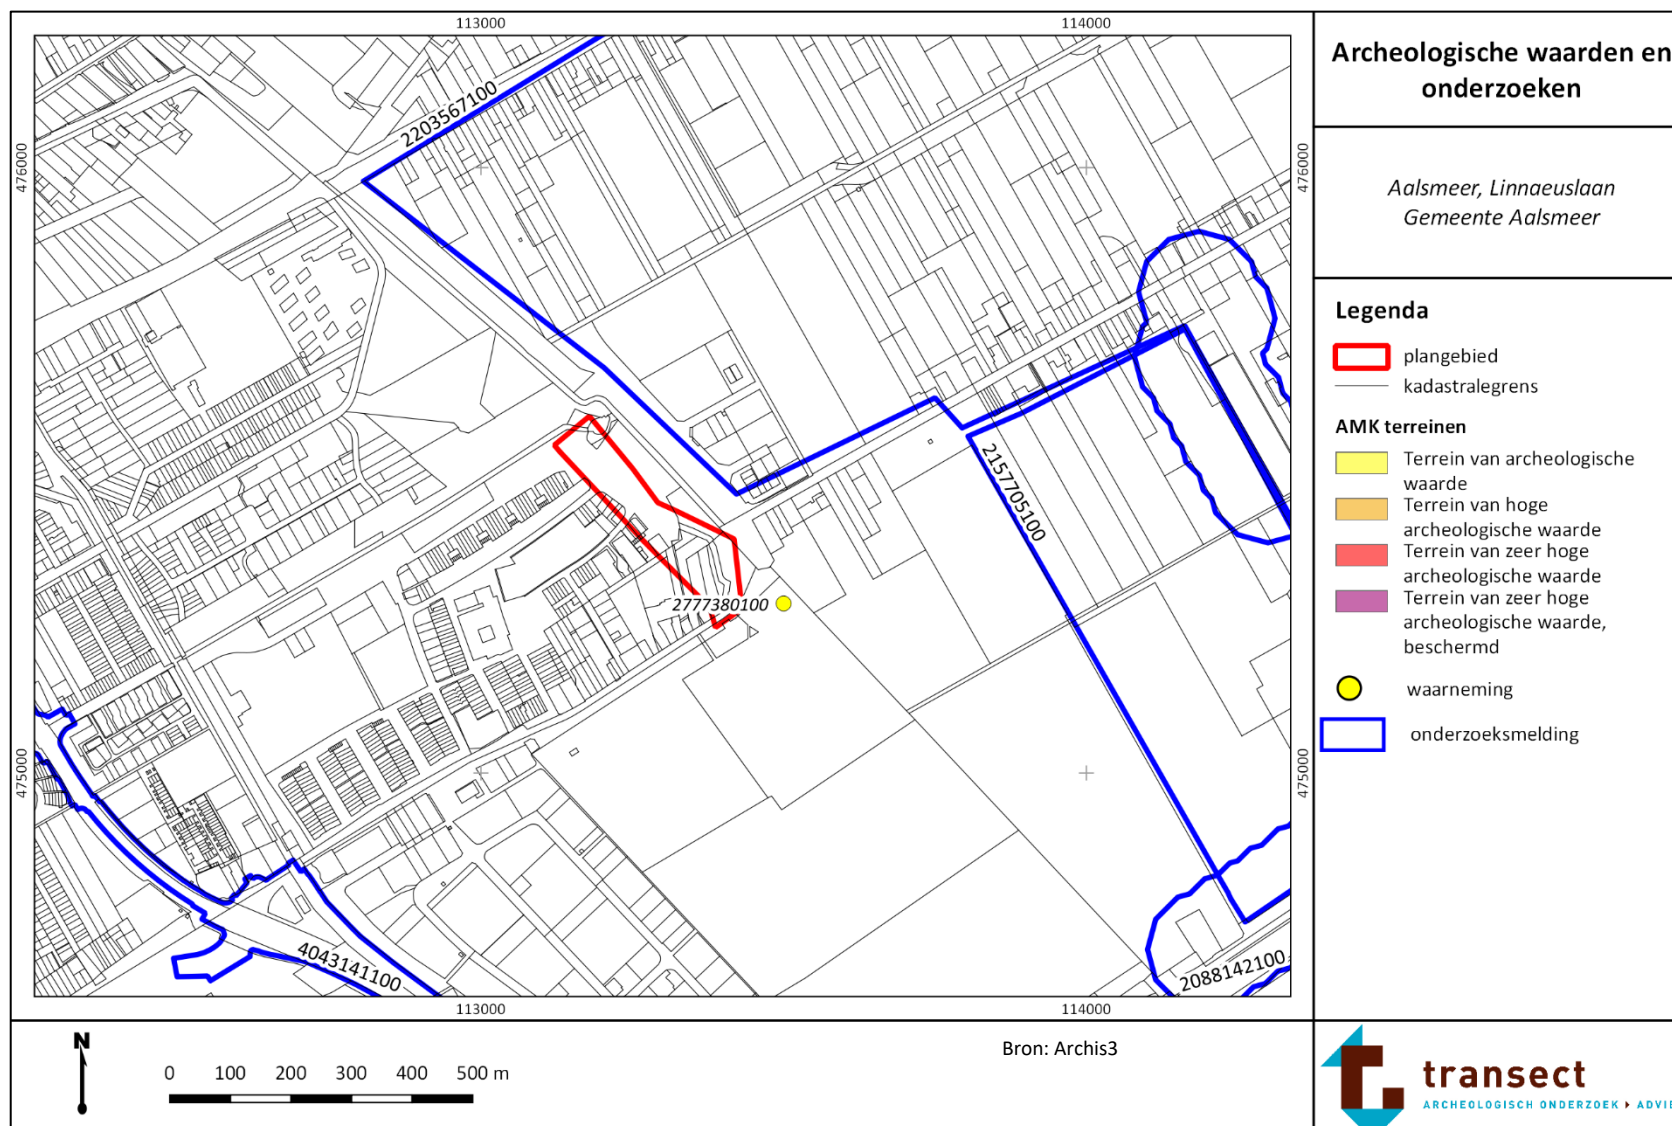 113000
114000
476000
476000
475000
475000
2203567100
2157705100
2777380100
4043141100
2088142100
113000
114000
Archeologische waarden en
onderzoeken
Aalsmeer, Linnaeuslaan
Gemeente Aalsmeer
Legenda
plangebied
kadastralegrens
AMK terreinen
Terrein van archeologische
waarde
Terrein van hoge
archeologische waarde
Terrein van zeer hoge
archeologische waarde
Terrein van zeer hoge
archeologische waarde,
beschermd
waarneming
onderzoeksmelding
N
0 100 200 300 400 500 m
Bron: Archis3
transect
ARCHEOLOGISCH ONDERZOEK ADVIE